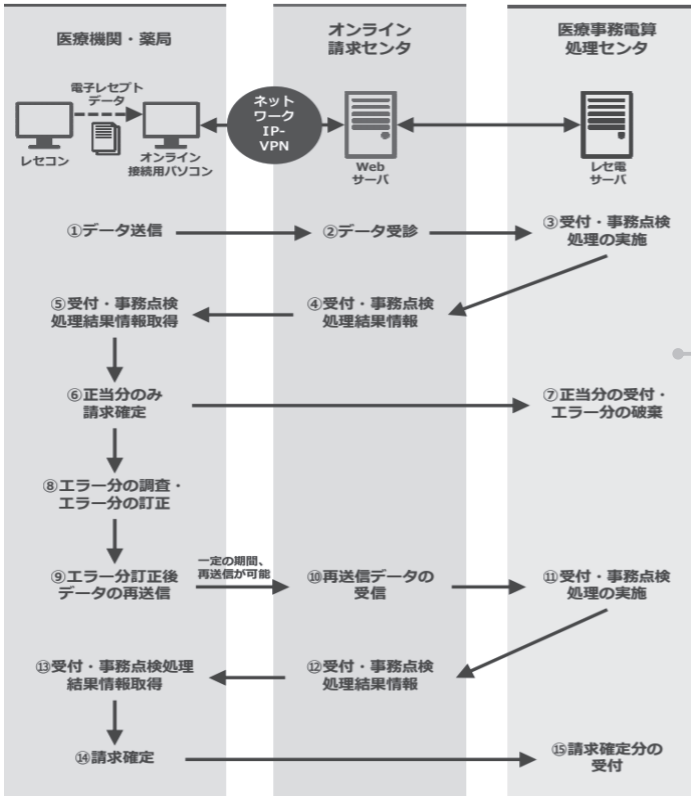 医療機関・薬局
オンライン
請求センタ
医療事務電算
処理センタ
電子レセプト
データ
レセコン
オンライン
接続用パソコン
ネット
ワーク
IP-
VPN
Web
サーバ
レセ電
サーバ
①データ送信
②データ受診
③受付・事務点検
処理の実施
④受付・事務点検
処理結果情報
⑤受付・事務点検
処理結果情報取得
⑥正当分のみ
請求確定
⑦正当分の受付・
エラー分の破棄
⑧エラー分の調査・
エラー分の訂正
⑨エラー分訂正後
データの再送信
一定の期間、
再送信が可能
⑩再送信データの
受信
⑪受付・事務点検
処理の実施
⑫受付・事務点検
処理結果情報
⑬受付・事務点検処理
結果情報取得
⑭請求確定
⑮請求確定分の
受付